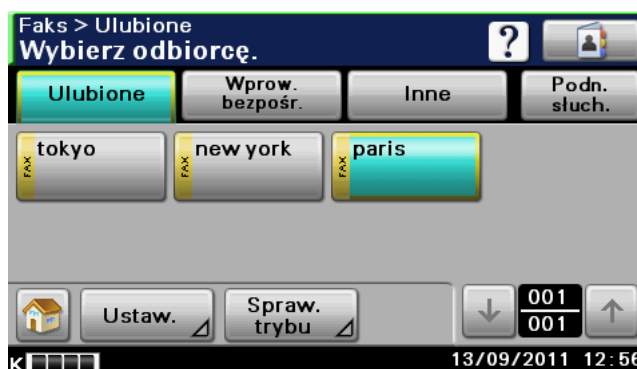 Faks > Ulubione
Wybierz odbiorcę.
?
Ulubione
Wprow.
bezpośr.
Inne
Podn.
słuch.
FAX tokyo
FAX new york
FAX paris
Ustaw.
Spraw.
trybu
001
001
K
13/09/2011 12:56